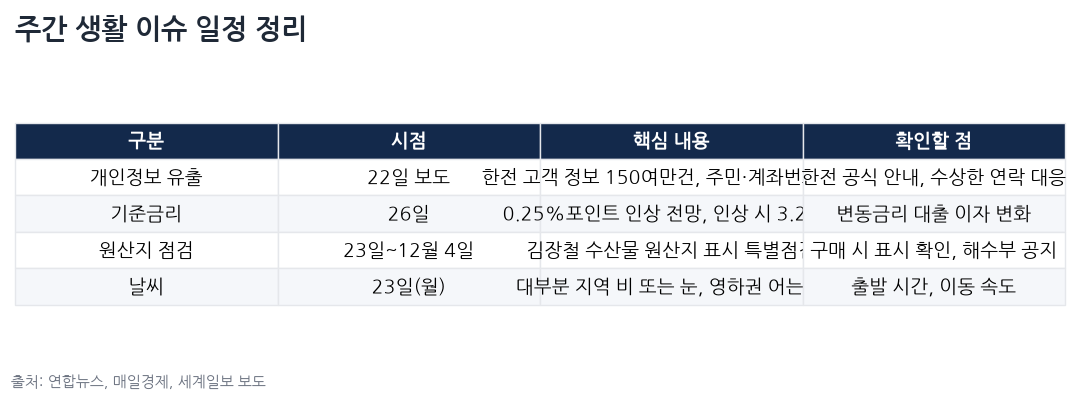 주간 생활 이슈 일정 정리
구분 시점 핵심 내용 확인할 점
개인정보 유출 22일 보도 한전 고객 정보 150여만건, 주민·계좌번 한전 공식 안내, 수상한 연락 대응
기준금리 26일 0.25%포인트 인상 전망, 인상 시 3.2 변동금리 대출 이자 변화
원산지 점검 23일~12월 4일 김장철 수산물 원산지 표시 특별점 구매 시 표시 확인, 해수부 공지
날씨 23일(월) 대부분 지역 비 또는 눈, 영하권 어는 출발 시간, 이동 속도
출처: 연합뉴스, 매일경제, 세계일보 보도